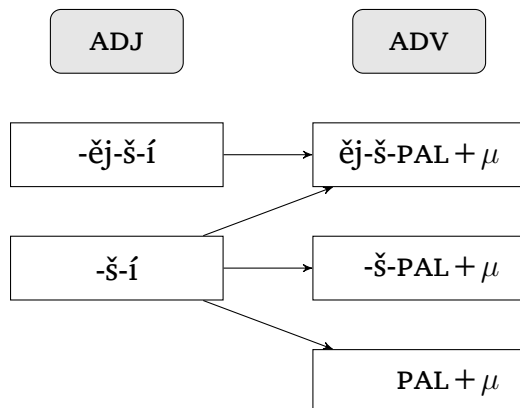 ADJ ADV
-ěj-š-í ěj-š-PAL + μ
-š-í -š-PAL + μ
PAL + μ